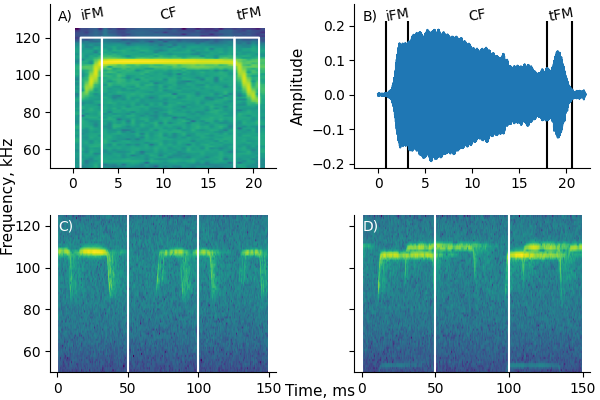 A) iFM CF tFM
120
100
80
60
0 5 10 15 20
B) iFM CF tFM
0.2
0.1
0.0
−0.1
−0.2
Amplitude
0 5 10 15 20
Frequency, kHz
C)
120
100
80
60
0 50 100 150
D)
0 50 100 150
Time, ms